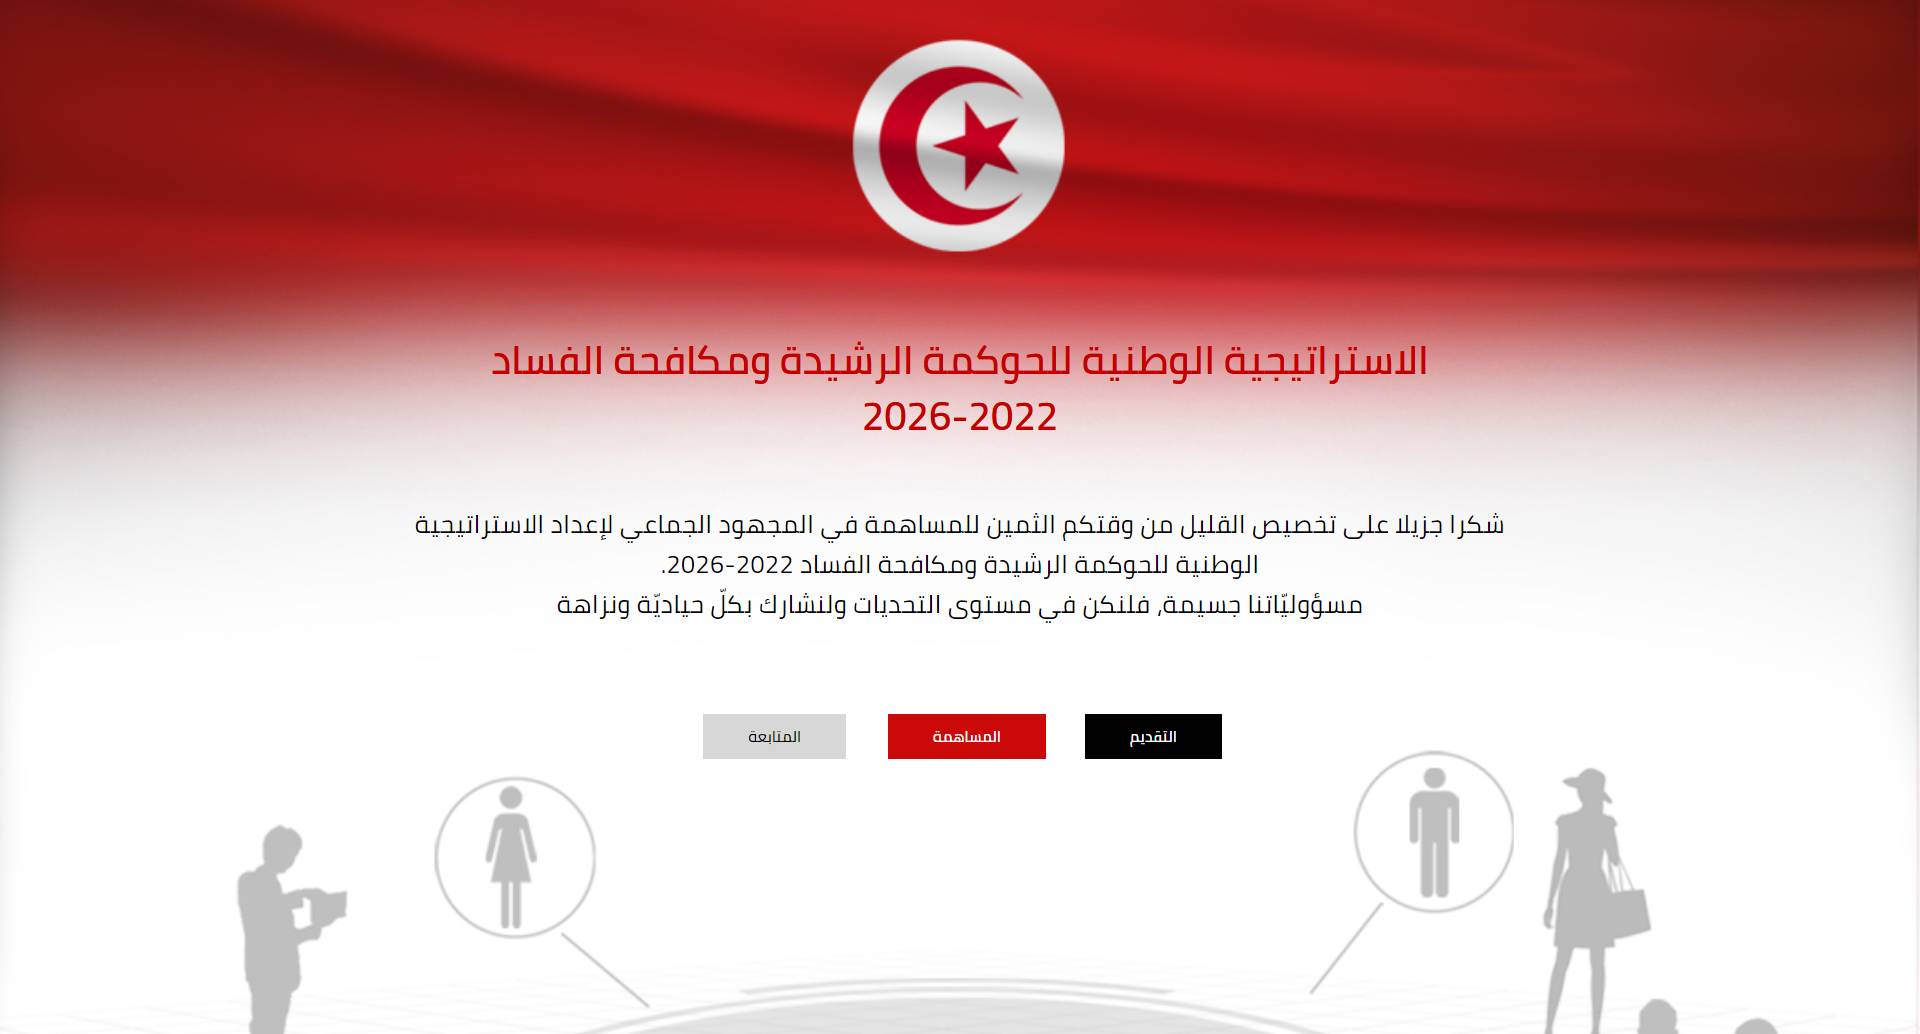 الاستراتيجية الوطنية للحوكمة الرشيدة ومكافحة الفساد
2026-2022
شكرا جزيلا على تخصيص القليل من وقتكم الثمين للمساهمة في المجهود الجماعي لإعداد الاستراتيجية
الوطنية للحوكمة الرشيدة ومكافحة الفساد 2022-2026.
مسؤوليّاتنا جسيمة، فلنكن في مستوى التحديات ولنشارك بكلّ حياديّة ونزاهة
التقديم
المساهمة
المتابعة